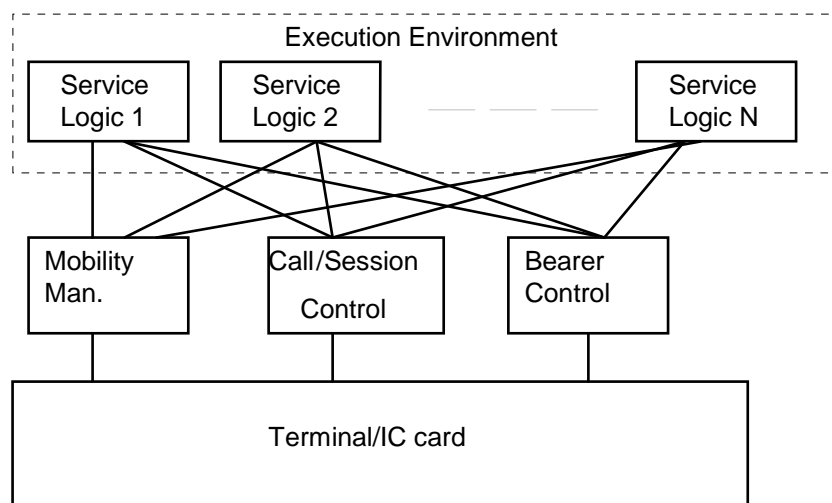 Execution Environment
Service
Logic 1
Service
Logic 2
Service
Logic N
Mobility
Man.
Call/Session
Control
Bearer
Control
Terminal/IC card